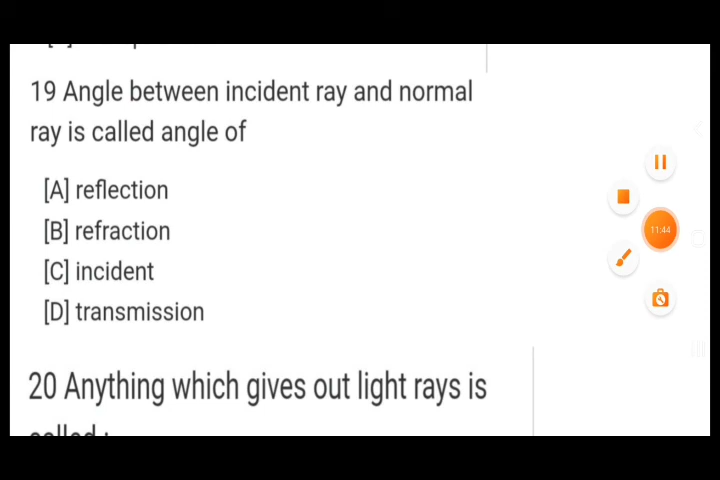 19 Angle between incident ray and normal
ray is called angle of
[A] reflection
[B] refraction
[C] incident
[D] transmission
20 Anything which gives out light rays is
called :
11:44